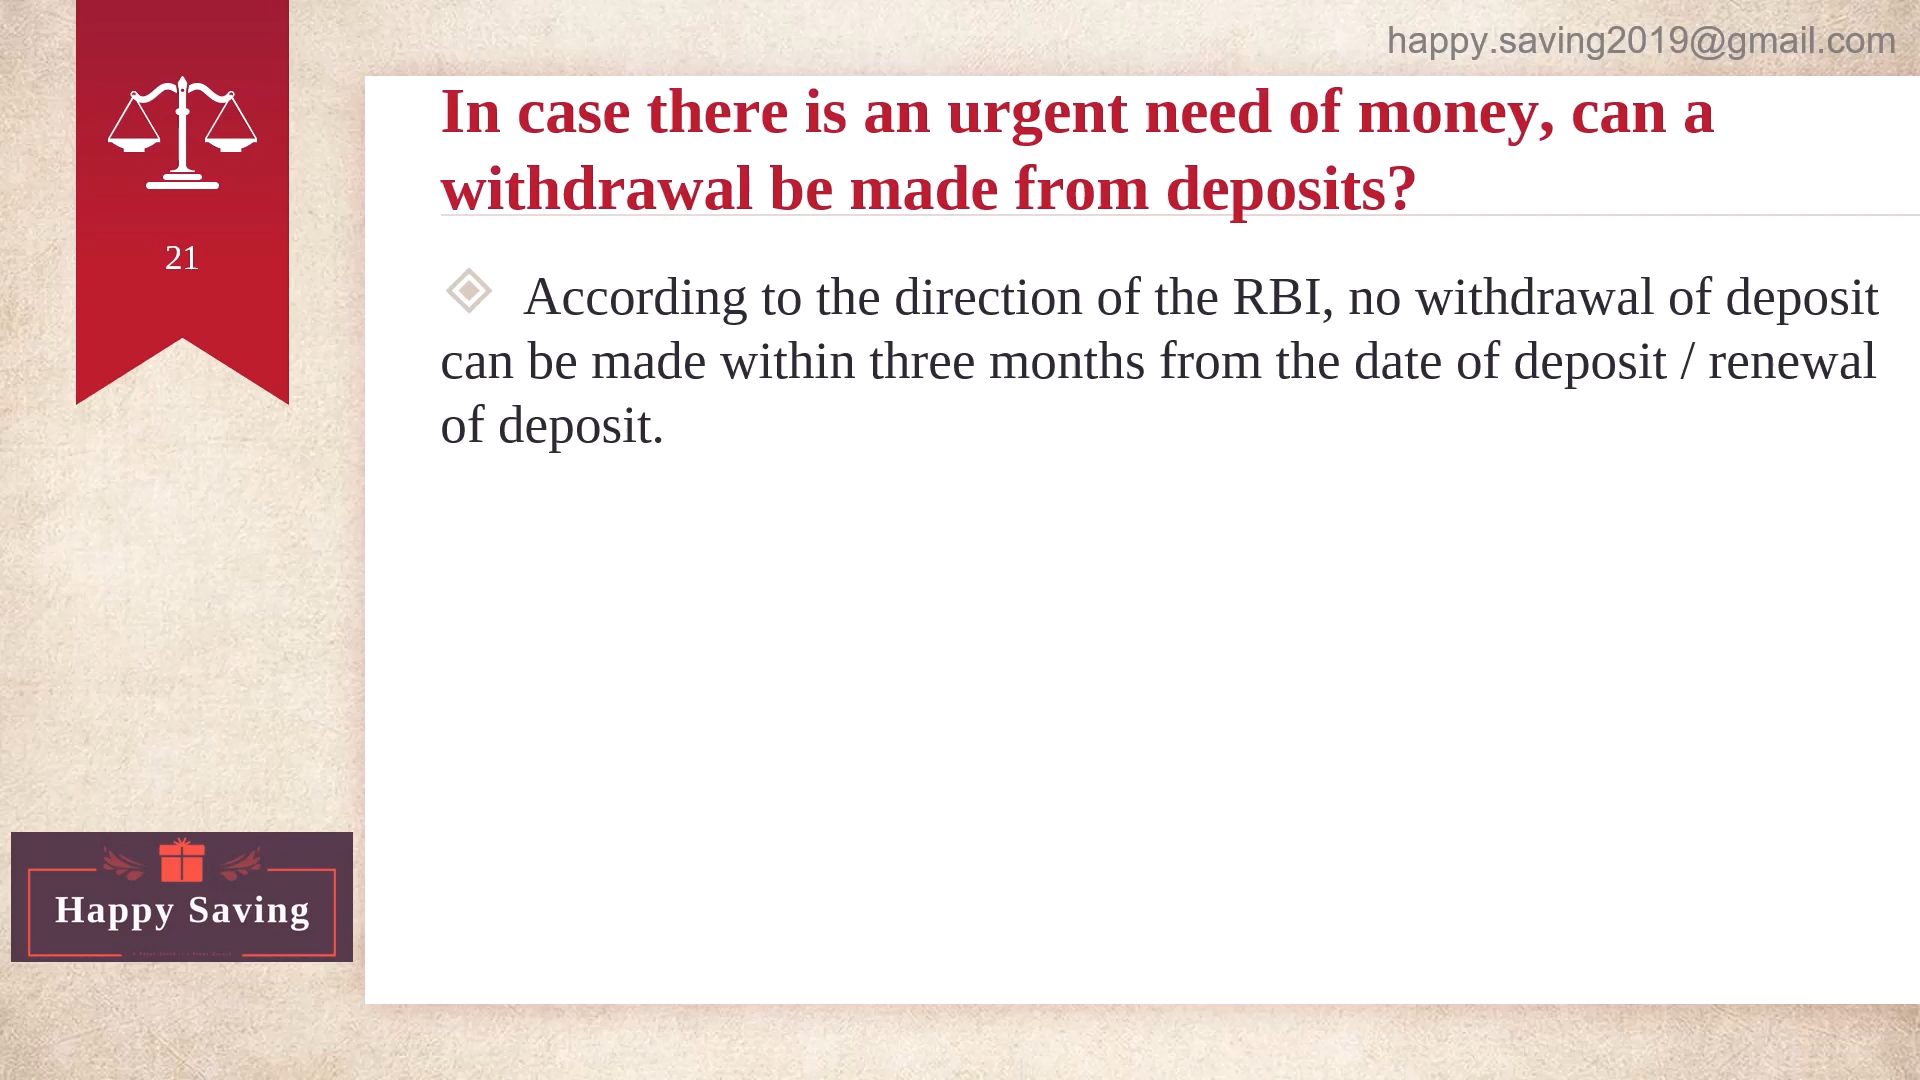 happy.saving2019@gmail.com
In case there is an urgent need of money, can a
withdrawal be made from deposits?
21
According to the direction of the RBI, no withdrawal of deposit
can be made within three months from the date of deposit / renewal
of deposit.
Happy Saving